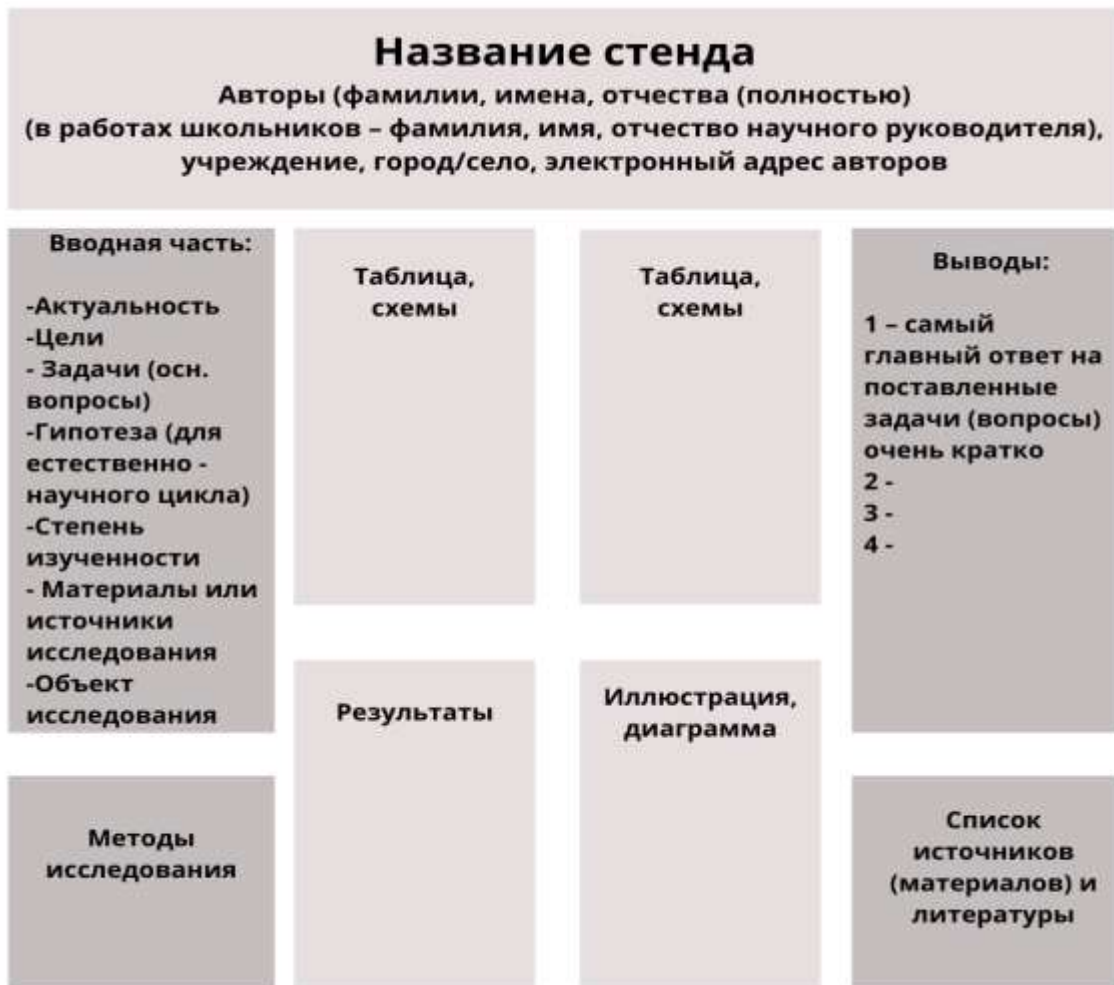 Название стенда
Авторы (фамилии, имена, отчества (полностью)
(в работах школьников – фамилия, имя, отчество научного руководителя),
учреждение, город/село, электронный адрес авторов
Вводная часть:
-Актуальность
-Цели
- Задачи (осн.
вопросы)
-Гипотеза (для
естественно -
научного цикла)
-Степень
изученности
- Материалы или
источники
исследования
-Объект
исследования
Методы
исследования
Таблица,
схемы
Результаты
Таблица,
схемы
Иллюстрация,
диаграмма
Выводы:
1 – самый
главный ответ на
поставленные
задачи (вопросы)
очень кратко
2 -
3 -
4 -
Список
источников
(материалов) и
литературы